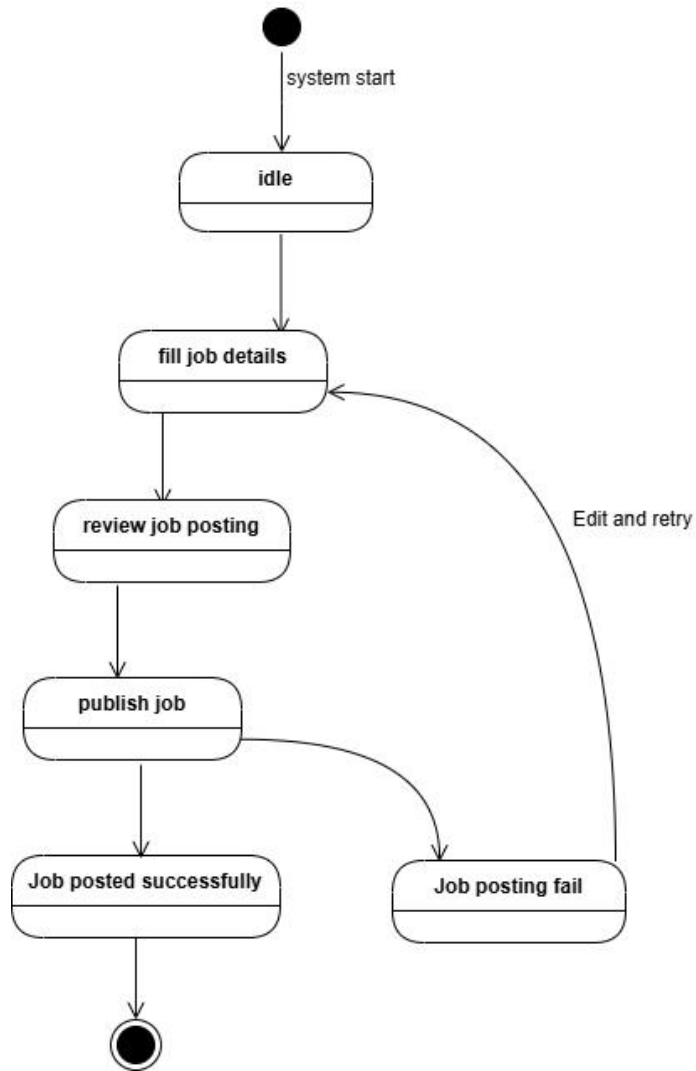 system start
idle
fill job details
Edit and retry
review job posting
publish job
Job posted successfully
Job posting fail